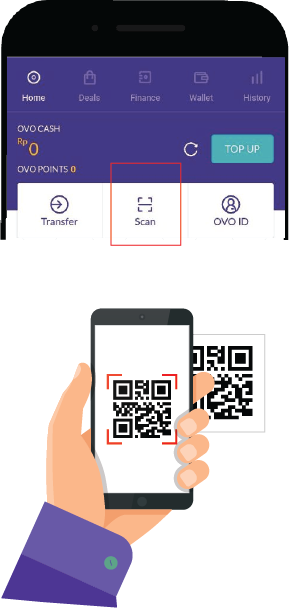 Home Deals Finance Wallet History
OVO CASH
Rp 0
TOP UP
OVO POINTS 0
Transfer Scan OVO ID